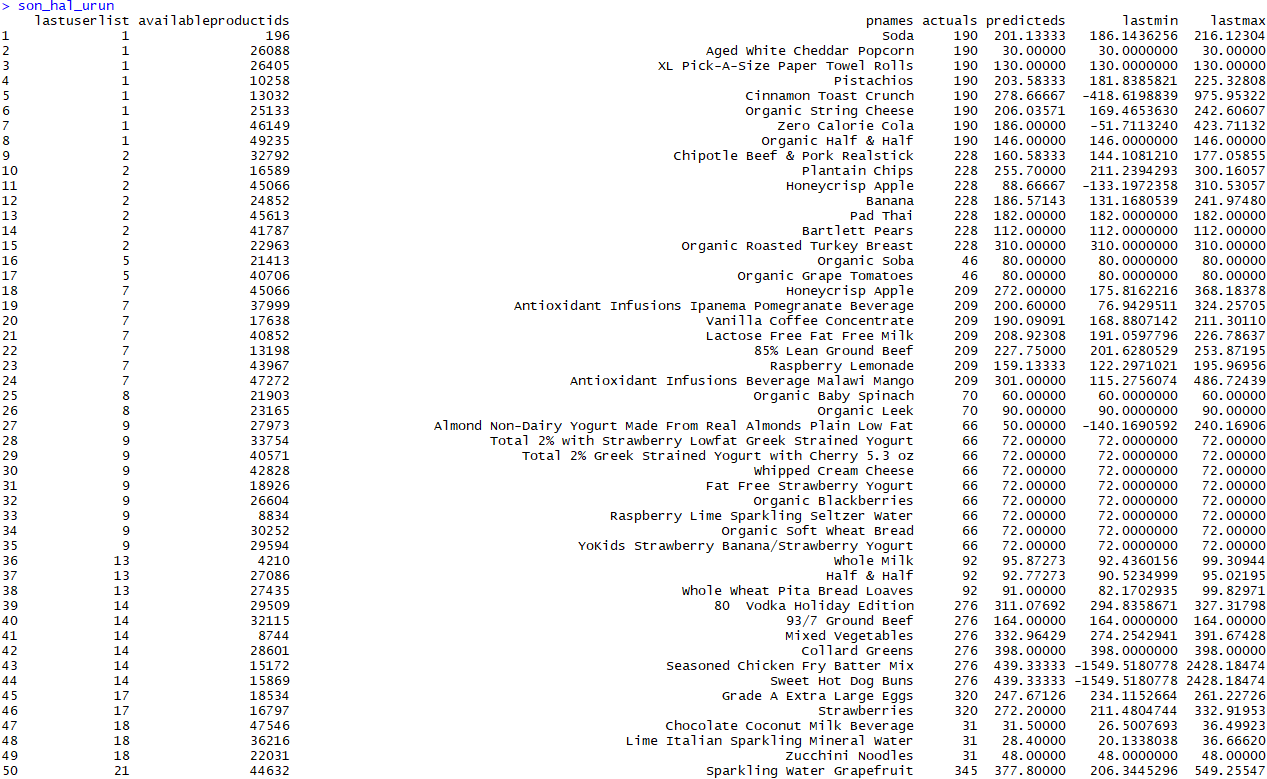 > son_hal_urun
lastuserlist availableproductids pnames actuals predicteds lastmin lastmax
1 1 196 Soda 190 201.13333 186.1436256 216.12304
2 1 26088 Aged White Cheddar Popcorn 190 30.00000 30.0000000 30.00000
3 1 26405 XL Pick-A-Size Paper Towel Rolls 190 130.00000 130.0000000 130.00000
4 1 10258 Pistachios 190 203.58333 181.8385821 225.32808
5 1 13032 Cinnamon Toast Crunch 190 278.66667 -418.6198839 975.95322
6 1 25133 Organic String Cheese 190 206.03571 169.4653630 242.60607
7 1 46149 Zero Calorie Cola 190 186.00000 -51.7113240 423.71132
8 1 49235 Organic Half & Half 190 146.00000 146.0000000 146.00000
9 2 32792 Chipotle Beef & Pork Realstick 228 160.58333 144.1081210 177.05855
10 2 16589 Plantain Chips 228 255.70000 211.2394293 300.16057
11 2 45066 Honeycrisp Apple 228 88.66667 -133.1972358 310.53057
12 2 24852 Banana 228 186.57143 131.1680539 241.97480
13 2 45613 Pad Thai 228 182.00000 182.0000000 182.00000
14 2 41787 Bartlett Pears 228 112.00000 112.0000000 112.00000
15 2 22963 Organic Roasted Turkey Breast 228 310.00000 310.0000000 310.00000
16 5 21413 Organic Soba 46 80.00000 80.0000000 80.00000
17 5 40706 Organic Grape Tomatoes 46 80.00000 80.0000000 80.00000
18 7 45066 Honeycrisp Apple 209 272.00000 175.8162216 368.18378
19 7 37999 Antioxidant Infusions Ipanema Pomegranate Beverage 209 200.60000 76.9429511 324.25705
20 7 17638 Vanilla Coffee Concentrate 209 190.09091 168.8807142 211.30110
21 7 40852 Lactose Free Fat Free Milk 209 208.92308 191.0597796 226.78637
22 7 13198 85% Lean Ground Beef 209 227.75000 201.6280529 253.87195
23 7 43967 Raspberry Lemonade 209 159.13333 122.2971021 195.96956
24 7 47272 Antioxidant Infusions Beverage Malawi Mango 209 301.00000 115.2756074 486.72439
25 8 21903 Organic Baby Spinach 70 60.00000 60.0000000 60.00000
26 8 23165 Organic Leek 70 90.00000 90.0000000 90.00000
27 9 27973 Almond Non-Dairy Yogurt Made From Real Almonds Plain Low Fat 66 50.00000 -140.1690592 240.16906
28 9 33754 Total 2% with Strawberry Lowfat Greek Strained Yogurt 66 72.00000 72.0000000 72.00000
29 9 40571 Total 2% Greek Strained Yogurt with Cherry 5.3 oz 66 72.00000 72.0000000 72.00000
30 9 42828 Whipped Cream Cheese 66 72.00000 72.0000000 72.00000
31 9 18926 Fat Free Strawberry Yogurt 66 72.00000 72.0000000 72.00000
32 9 26604 Organic Blackberries 66 72.00000 72.0000000 72.00000
33 9 8834 Raspberry Lime Sparkling Seltzer Water 66 72.00000 72.0000000 72.00000
34 9 30252 Organic Soft Wheat Bread 66 72.00000 72.0000000 72.00000
35 9 29594 YoKids Strawberry Banana/Strawberry Yogurt 66 72.00000 72.0000000 72.00000
36 13 4210 Whole Milk 92 95.87273 92.4360156 99.30944
37 13 27086 Half & Half 92 92.77273 90.5234999 95.02195
38 13 27435 Whole Wheat Pita Bread Loaves 92 91.00000 82.1702935 99.82971
39 14 29509 80  Vodka Holiday Edition 276 311.07692 294.8358671 327.31798
40 14 32115 93/7 Ground Beef 276 164.00000 164.0000000 164.00000
41 14 8744 Mixed Vegetables 276 332.96429 274.2542941 391.67428
42 14 28601 Collard Greens 276 398.00000 398.0000000 398.00000
43 14 15172 Seasoned Chicken Fry Batter Mix 276 439.33333 -1549.5180778 2428.18474
44 14 15869 Sweet Hot Dog Buns 276 439.33333 -1549.5180778 2428.18474
45 17 18534 Grade A Extra Large Eggs 320 247.67126 234.1152664 261.22726
46 17 16797 Strawberries 320 272.20000 211.4804744 332.91953
47 18 47546 Chocolate Coconut Milk Beverage 31 31.50000 26.5007693 36.49923
48 18 36216 Lime Italian Sparkling Mineral Water 31 28.40000 20.1338038 36.66620
49 18 22031 Zucchini Noodles 31 48.00000 48.0000000 48.00000
50 21 44632 Sparkling Water Grapefruit 345 377.80000 206.3445296 549.25547